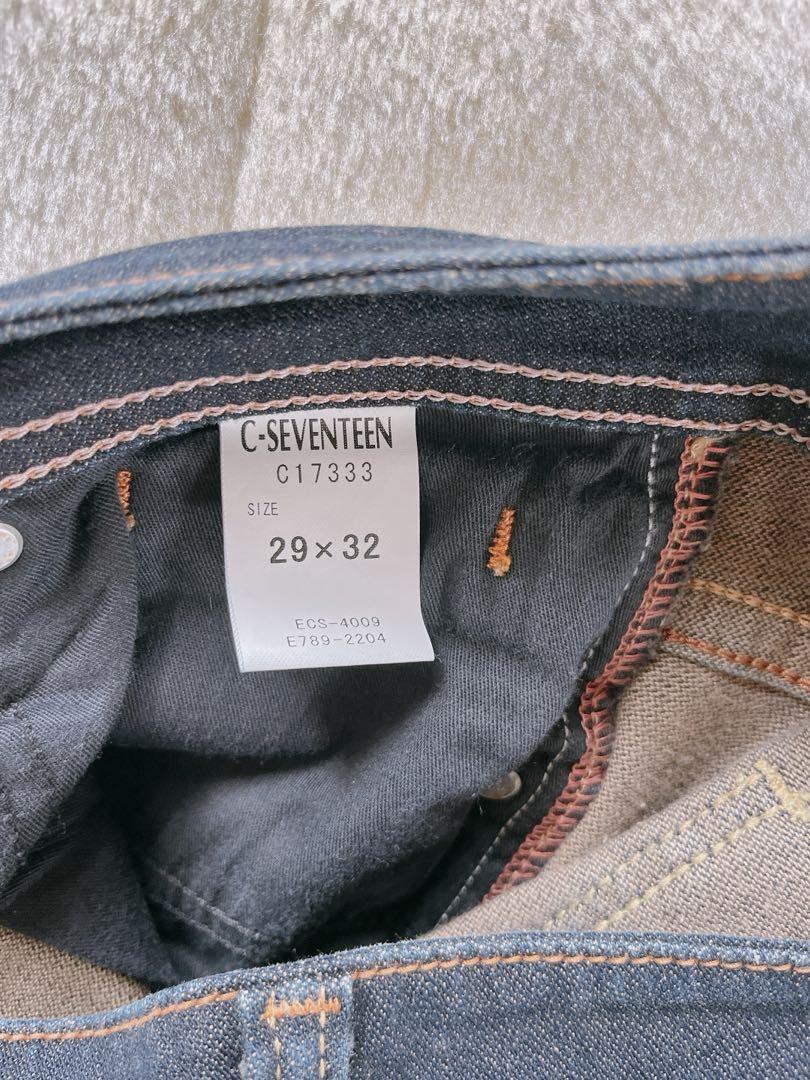 C-SEVENTEEN
C17333
SIZE
29×32
ECS-4009
E789-2204